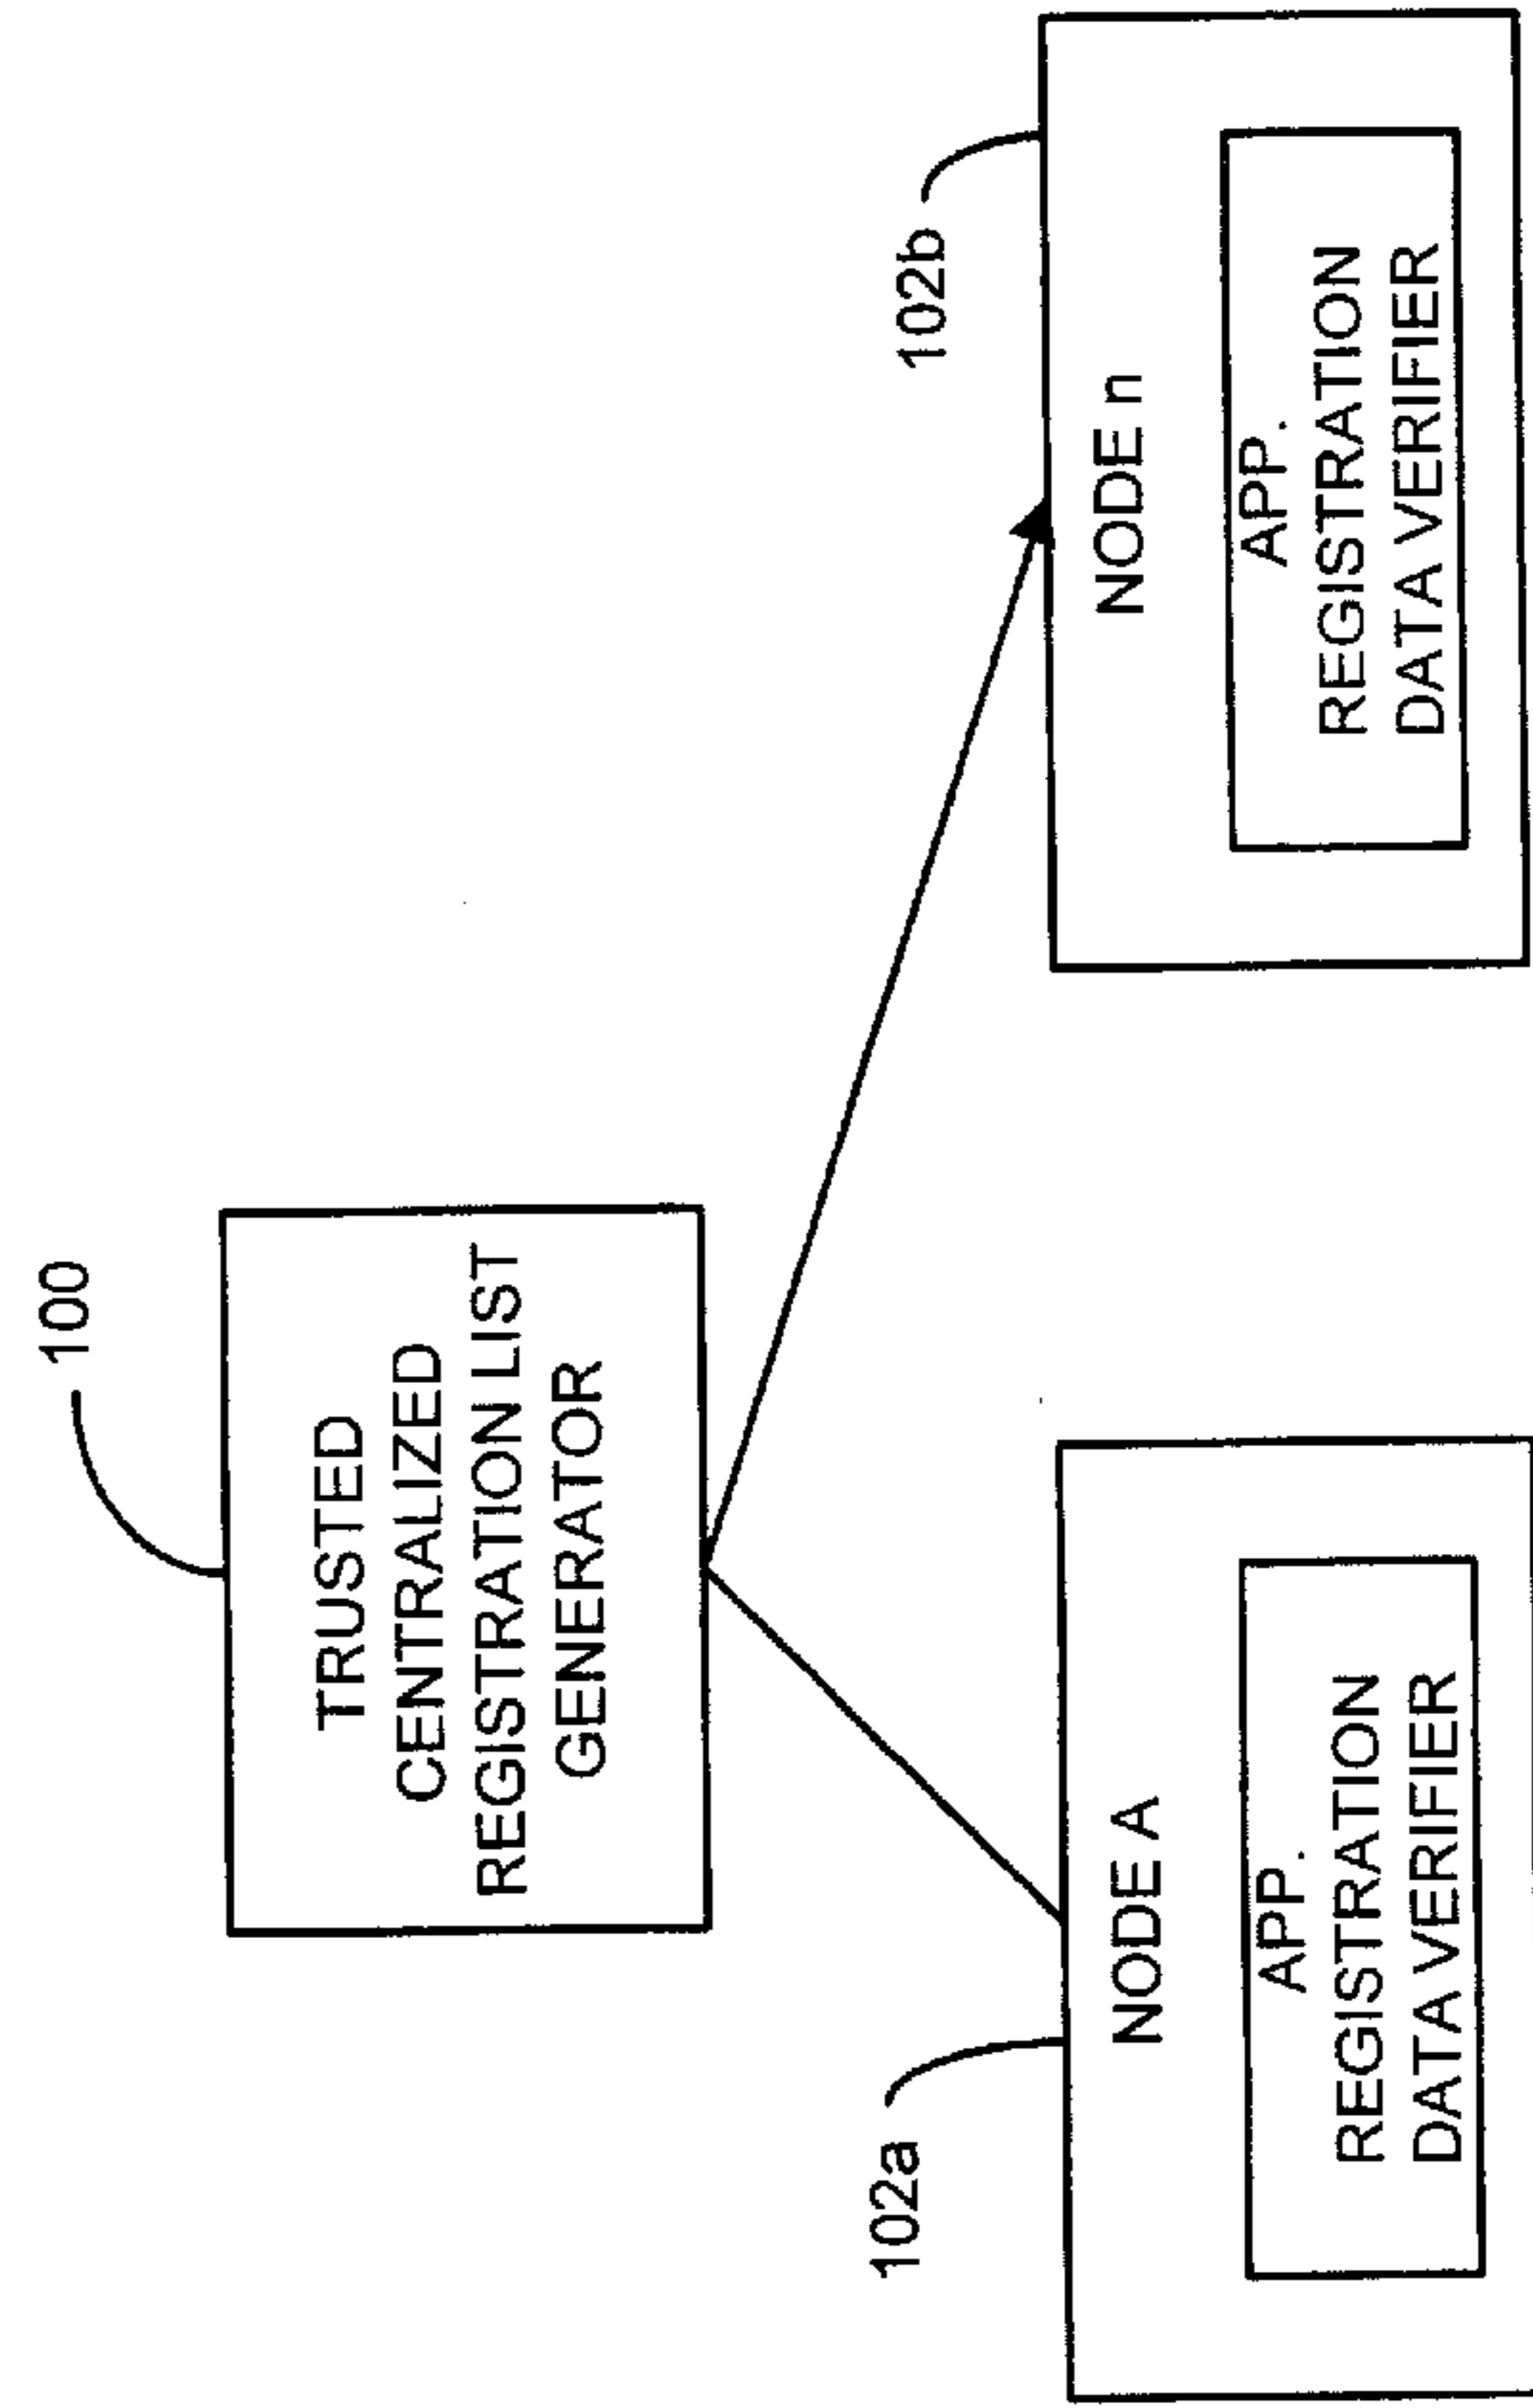 100
TRUSTED
CENTRALIZED
REGISTRATION LIST
GENERATOR
102a
NODE A
APP.
REGISTRATION
DATA VERIFIER
102b
NODE n
APP.
REGISTRATION
DATA VERIFIER